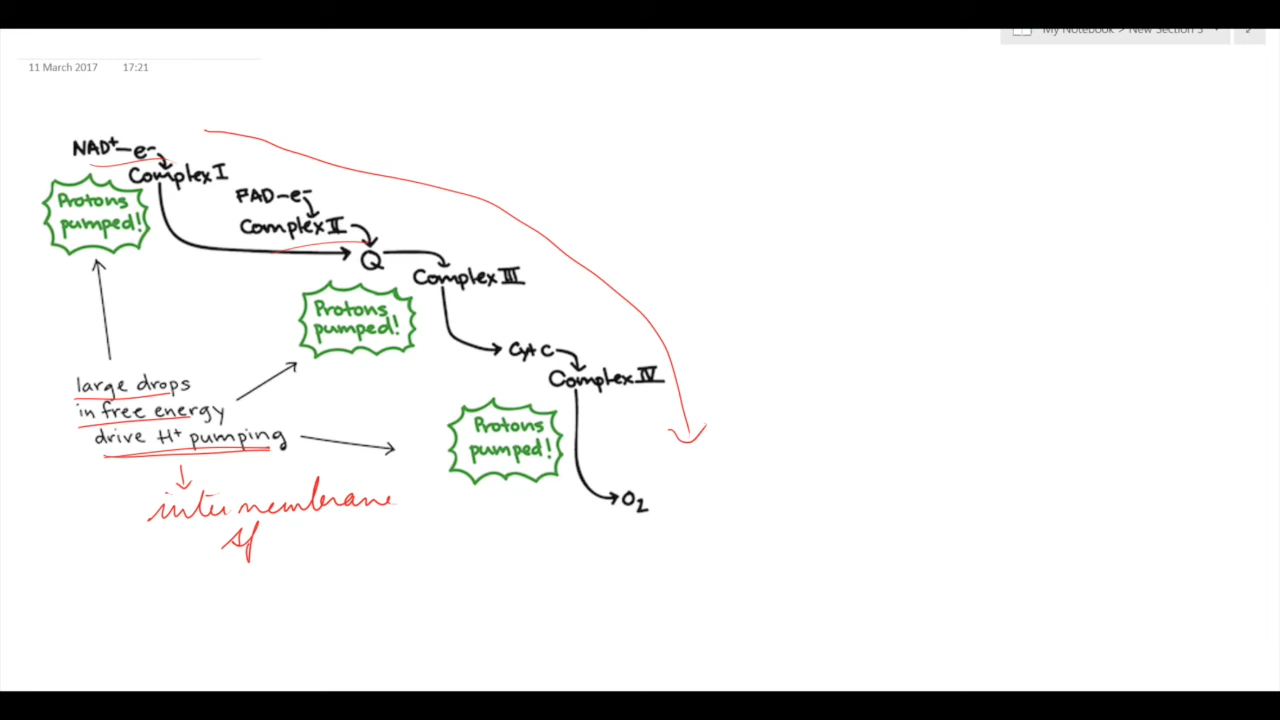 My Notebook > New Section 3
11 March 2017 17:21
NAD+-e-
Complex I
Protons
pumped!
FAD-e-
Complex II
Q
Complex III
Protons
pumped!
Cyt C
Complex IV
large drops
in free energy
drive H+ pumping
Protons
pumped!
O2
inter membrane